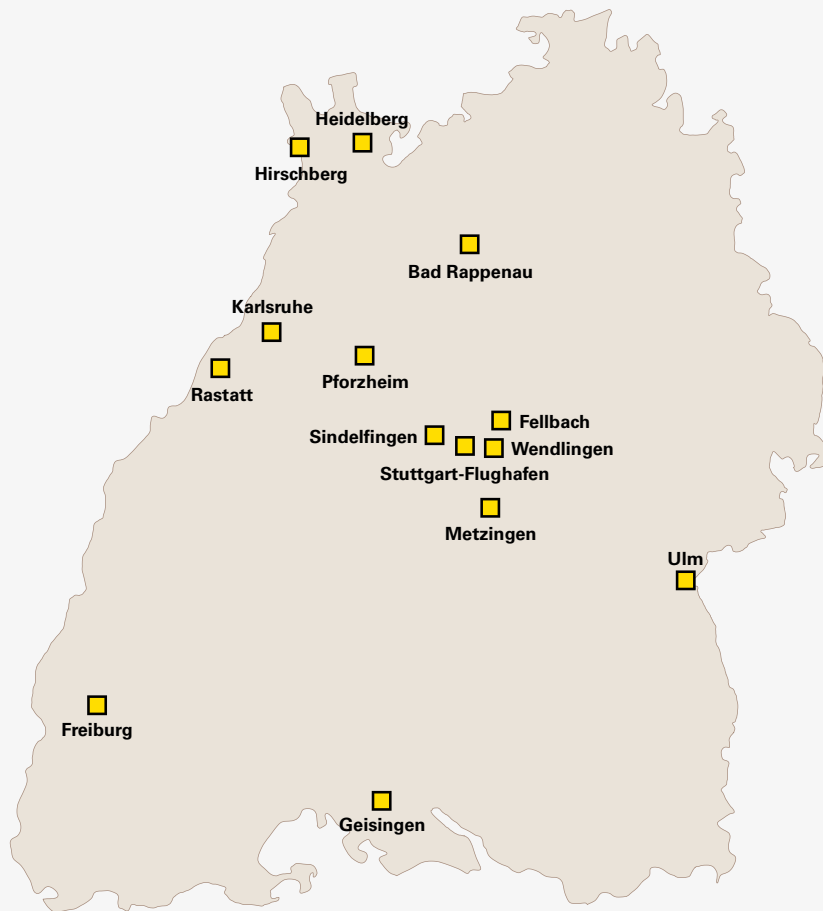 Heidelberg
Hirschberg
Bad Rappenau
Karlsruhe
Pforzheim
Rastatt
Fellbach
Sindelfingen
Wendlingen
Stuttgart-Flughafen
Metzingen
Ulm
Freiburg
Geisingen